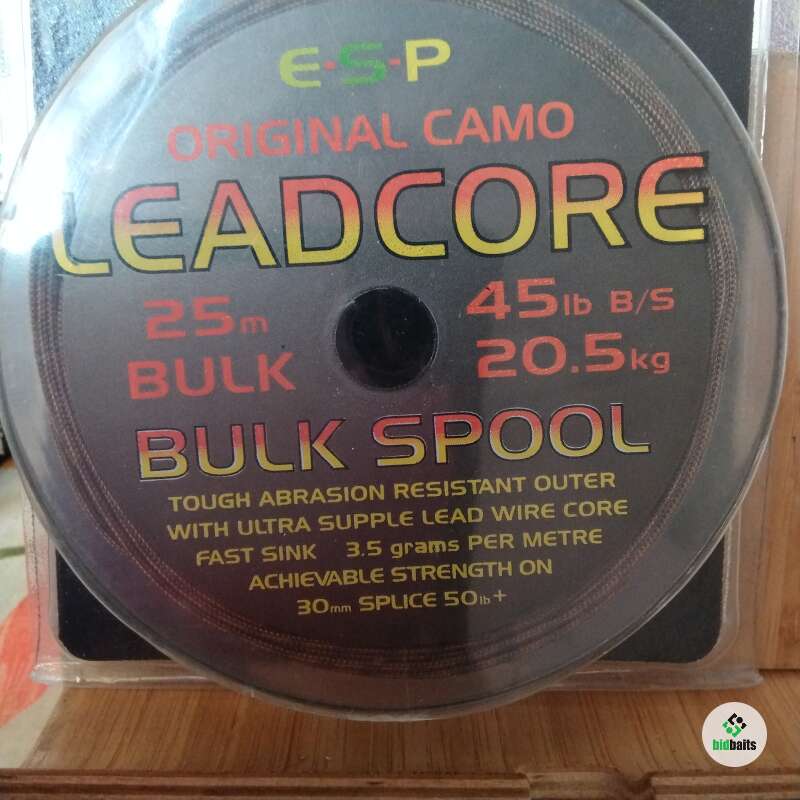 E·S·P
ORIGINAL CAMO
LEADCORE
25m
BULK
45lb B/S
20.5kg
BULK SPOOL
TOUGH ABRASION RESISTANT OUTER
WITH ULTRA SUPPLE LEAD WIRE CORE
FAST SINK 3.5 grams PER METRE
ACHIEVABLE STRENGTH ON
30mm SPLICE 50lb+
bidbaits